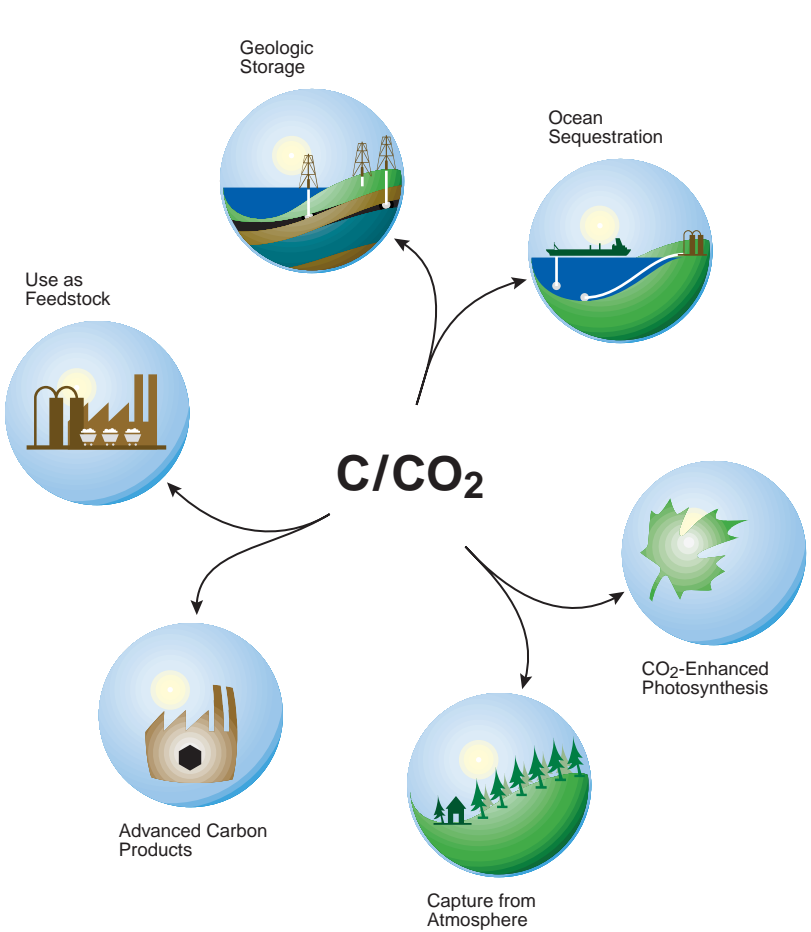 Geologic
Storage
Ocean
Sequestration
Use as
Feedstock
C/CO₂
CO₂-Enhanced
Photosynthesis
Advanced Carbon
Products
Capture from
Atmosphere